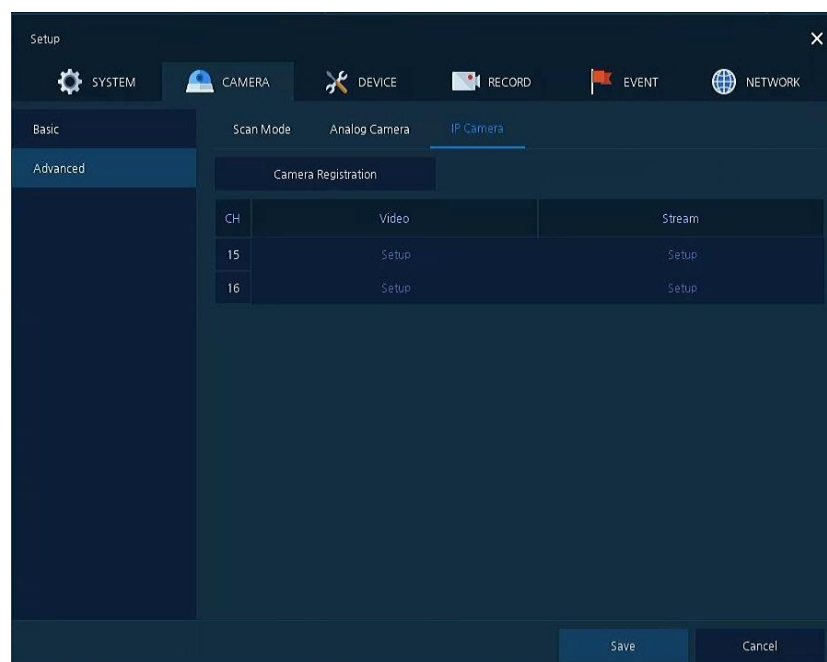 Setup
SYSTEM CAMERA DEVICE RECORD EVENT NETWORK
Basic
Advanced
Scan Mode Analog Camera IP Camera
Camera Registration
CH Video Stream
15 Setup Setup
16 Setup Setup
Save Cancel